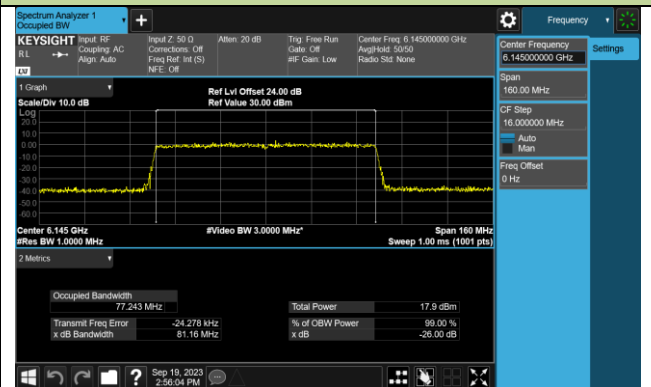 Spectrum Analyzer 1
Occupied BW
+
Frequency
KEYSIGHT
RL
LXI
Input: RF
Coupling: AC
Align: Auto
Input Z: 50 Ω
Corrections: Off
Freq Ref: Int (S)
NFE: Off
Atten: 20 dB
Trig: Free Run
Gate: Off
#IF Gain: Low
Center Freq: 6.145000000 GHz
Avg|Hold: 50/50
Radio Std: None
Center Frequency
6.145000000 GHz
Settings
Span
160.00 MHz
CF Step
16.000000 MHz
Auto
Man
Freq Offset
0 Hz
1 Graph
Scale/Div 10.0 dB
Ref Lvl Offset 24.00 dB
Ref Value 30.00 dBm
Log
20.0
10.0
0.00
-10.0
-20.0
-30.0
-40.0
-50.0
-60.0
Center 6.145 GHz
#Video BW 3.0000 MHz*
Span 160 MHz
#Res BW 1.0000 MHz
Sweep 1.00 ms (1001 pts)
2 Metrics
Occupied Bandwidth
77.243 MHz
Total Power 17.9 dBm
Transmit Freq Error -24.278 kHz
% of OBW Power 99.00 %
x dB Bandwidth 81.16 MHz
x dB -26.00 dB
?
Sep 19, 2023
2:56:04 PM